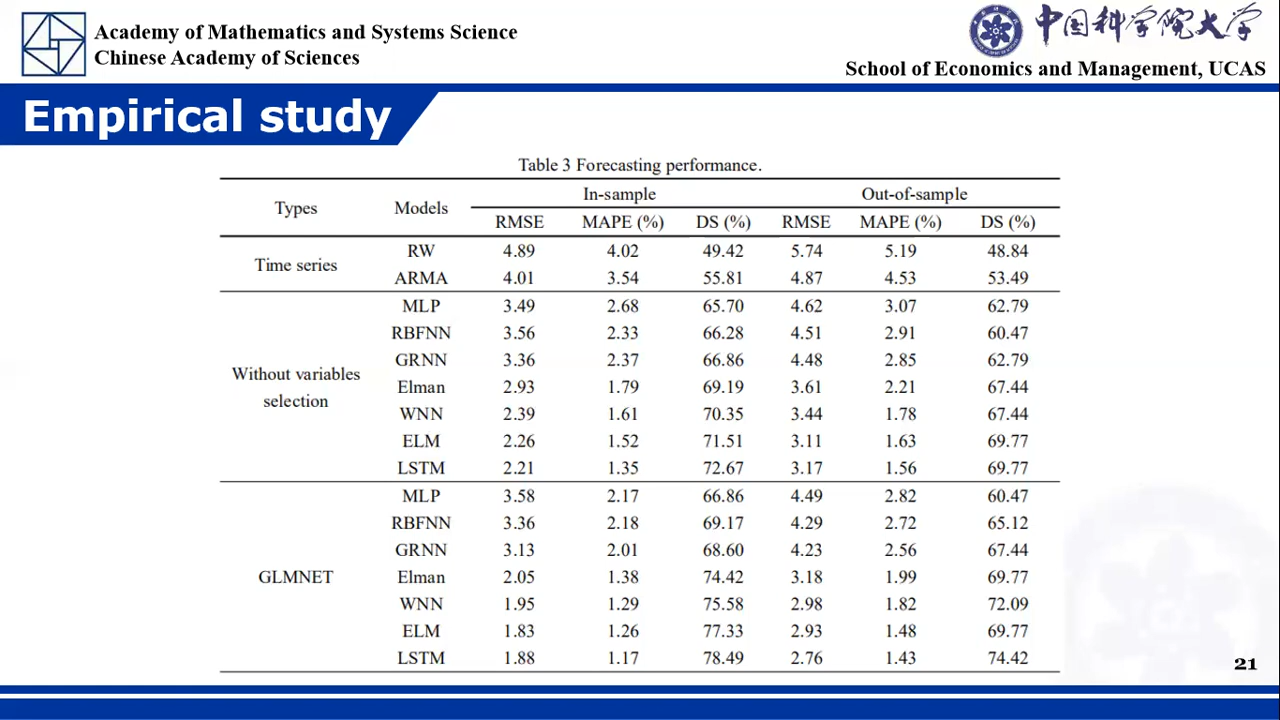 Academy of Mathematics and Systems Science
Chinese Academy of Sciences
中国科学院大学
School of Economics and Management, UCAS
Empirical study
Table 3 Forecasting performance.
Types Models In-sample Out-of-sample
RMSE MAPE (%) DS (%) RMSE MAPE (%) DS (%)
Time series
RW 4.89 4.02 49.42 5.74 5.19 48.84
ARMA 4.01 3.54 55.81 4.87 4.53 53.49
Without variables
selection
MLP 3.49 2.68 65.70 4.62 3.07 62.79
RBFNN 3.56 2.33 66.28 4.51 2.91 60.47
GRNN 3.36 2.37 66.86 4.48 2.85 62.79
Elman 2.93 1.79 69.19 3.61 2.21 67.44
WNN 2.39 1.61 70.35 3.44 1.78 67.44
ELM 2.26 1.52 71.51 3.11 1.63 69.77
LSTM 2.21 1.35 72.67 3.17 1.56 69.77
GLMNET
MLP 3.58 2.17 66.86 4.49 2.82 60.47
RBFNN 3.36 2.18 69.17 4.29 2.72 65.12
GRNN 3.13 2.01 68.60 4.23 2.56 67.44
Elman 2.05 1.38 74.42 3.18 1.99 69.77
WNN 1.95 1.29 75.58 2.98 1.82 72.09
ELM 1.83 1.26 77.33 2.93 1.48 69.77
LSTM 1.88 1.17 78.49 2.76 1.43 74.42
21